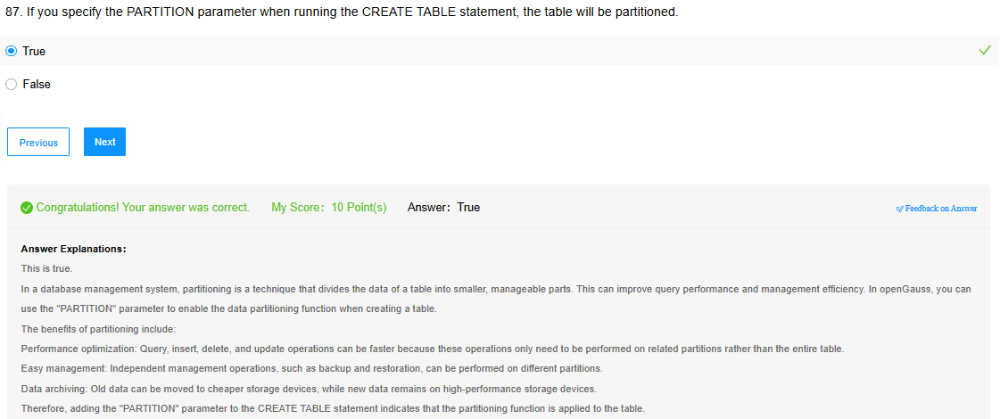 87. If you specify the PARTITION parameter when running the CREATE TABLE statement, the table will be partitioned.
True
False
Previous Next
Congratulations! Your answer was correct. My Score: 10 Point(s) Answer: True Feedback on Answer
Answer Explanations:
This is true.
In a database management system, partitioning is a technique that divides the data of a table into smaller, manageable parts. This can improve query performance and management efficiency. In openGauss, you can
use the "PARTITION" parameter to enable the data partitioning function when creating a table.
The benefits of partitioning include:
Performance optimization: Query, insert, delete, and update operations can be faster because these operations only need to be performed on related partitions rather than the entire table.
Easy management: Independent management operations, such as backup and restoration, can be performed on different partitions.
Data archiving: Old data can be moved to cheaper storage devices, while new data remains on high-performance storage devices.
Therefore, adding the "PARTITION" parameter to the CREATE TABLE statement indicates that the partitioning function is applied to the table.